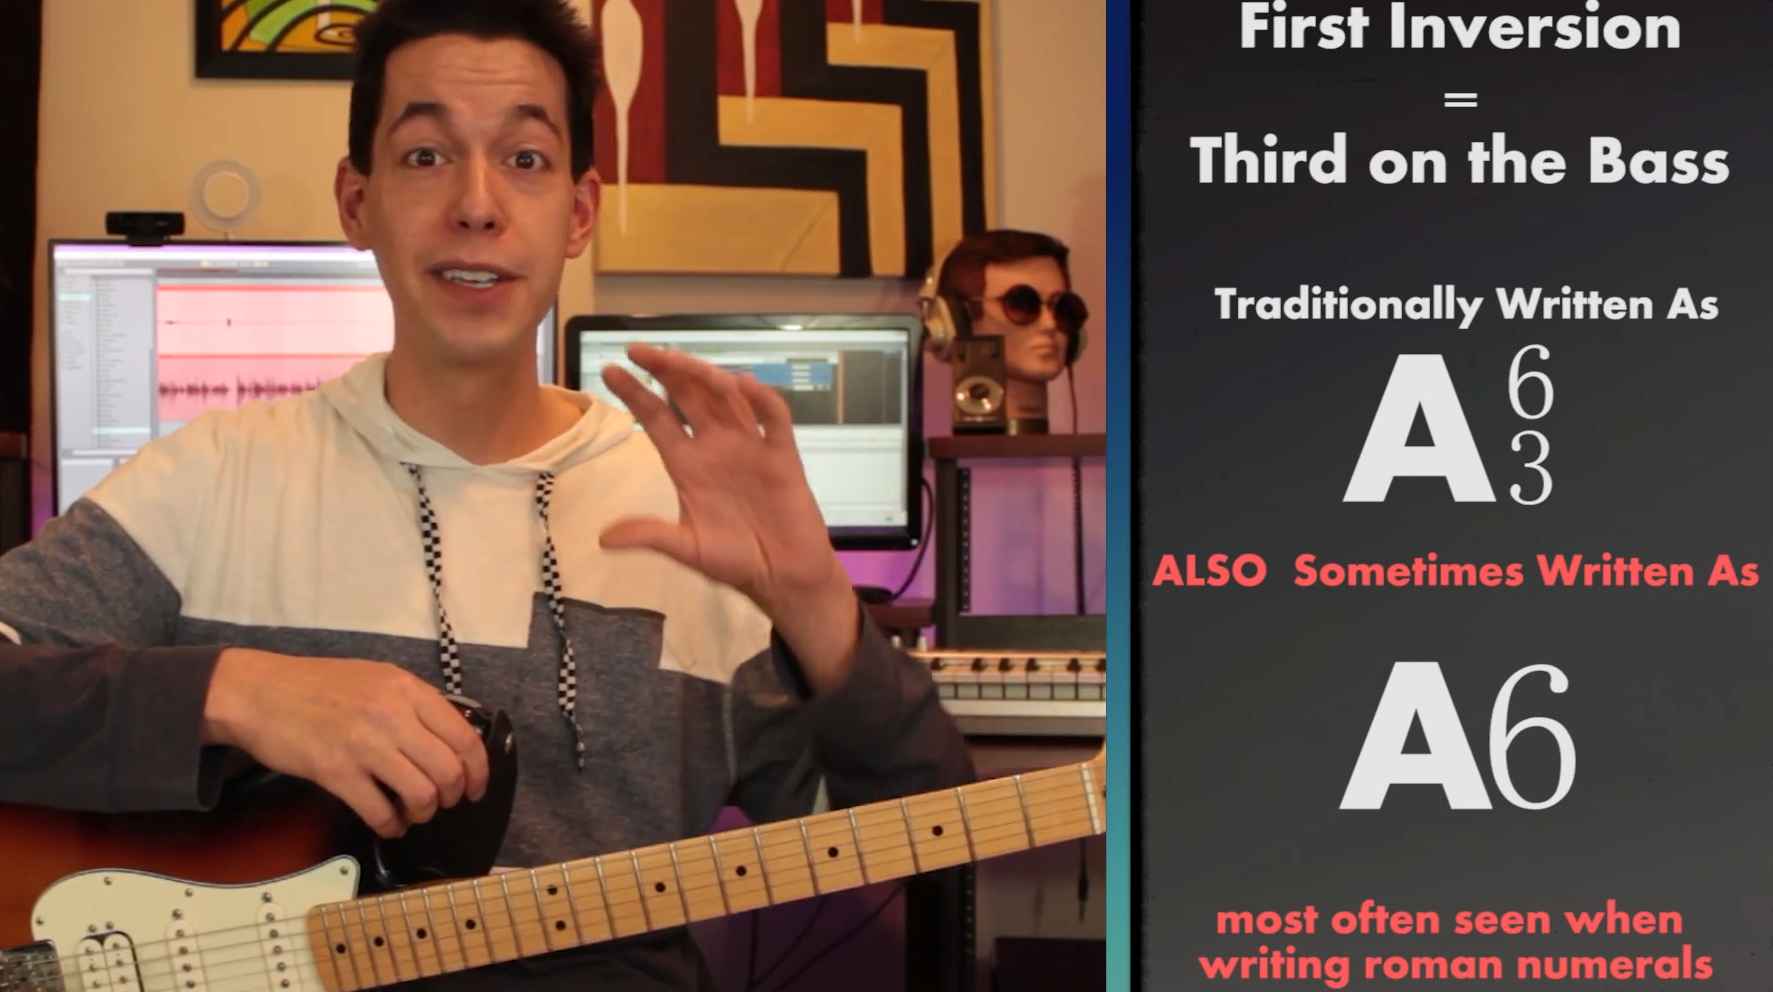 First Inversion
=
Third on the Bass
Traditionally Written As
A 6
3
ALSO Sometimes Written As
A6
most often seen when
writing roman numerals